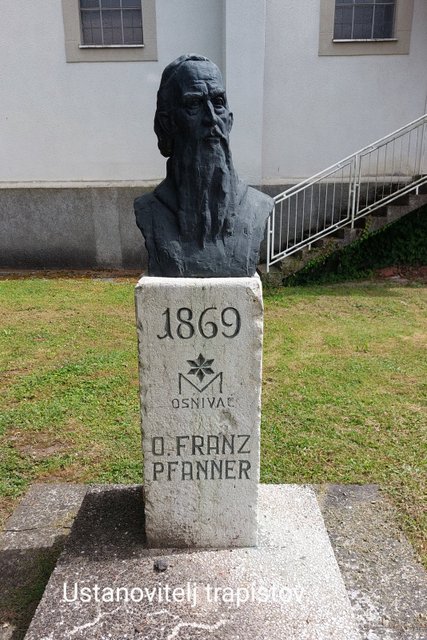 1869
OSNIVAČ
O. FRANZ
PFANNER
Ustanovitelj trapistov